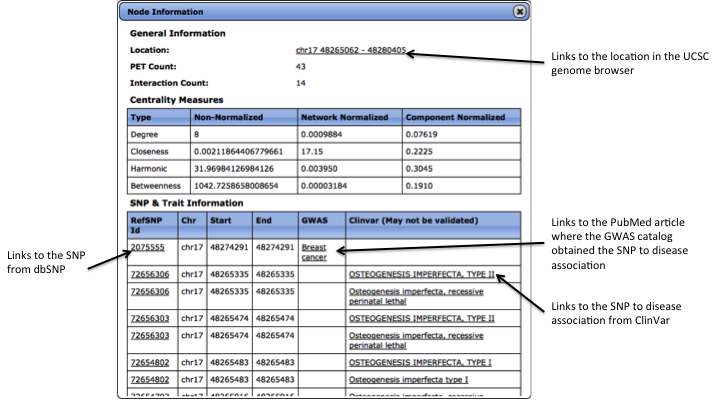 Node Information
General Information
Location: chr17 48265062 - 48280405
PET Count: 43
Interaction Count: 14
Centrality Measures
Type Non-Normalized Network Normalized Component Normalized
Degree 8 0.0009884 0.07619
Closeness 0.00211864406779661 17.15 0.2225
Harmonic 31.96984126984126 0.003950 0.3045
Betweenness 1042.7258658008654 0.00003184 0.1910
SNP & Trait Information
RefSNP Id Chr Start End GWAS Clinvar (May not be validated)
2075555 chr17 48274291 48274291 Breast cancer
72656306 chr17 48265335 48265335 OSTEOGENESIS IMPERFECTA, TYPE II
72656306 chr17 48265335 48265335 Osteogenesis imperfecta, recessive
perinatal lethal
72656303 chr17 48265474 48265474 OSTEOGENESIS IMPERFECTA, TYPE II
72656303 chr17 48265474 48265474 Osteogenesis imperfecta, recessive
perinatal lethal
72654802 chr17 48265483 48265483 OSTEOGENESIS IMPERFECTA, TYPE I
72654802 chr17 48265483 48265483 Osteogenesis imperfecta type I
Links to the location in the UCSC
genome browser
Links to the PubMed article
where the GWAS catalog
obtained the SNP to disease
association
Links to the SNP
from dbSNP
Links to the SNP to disease
association from ClinVar